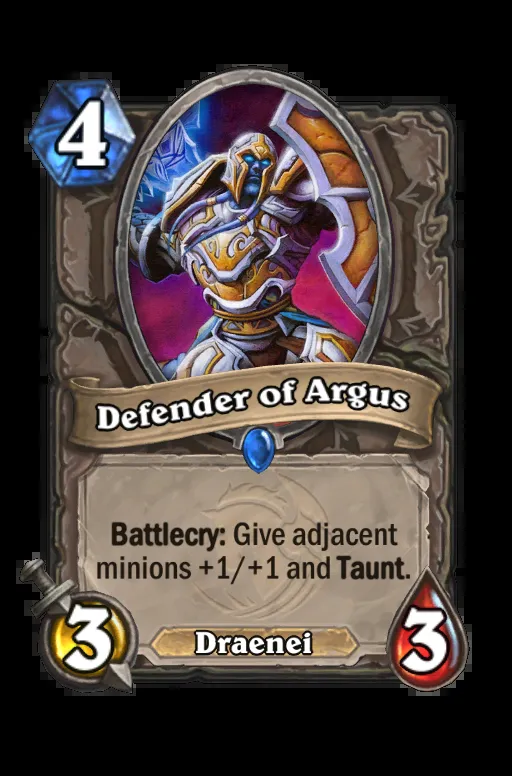 4
Defender of Argus
Battlecry: Give adjacent
minions +1/+1 and Taunt.
3
Draenei
3